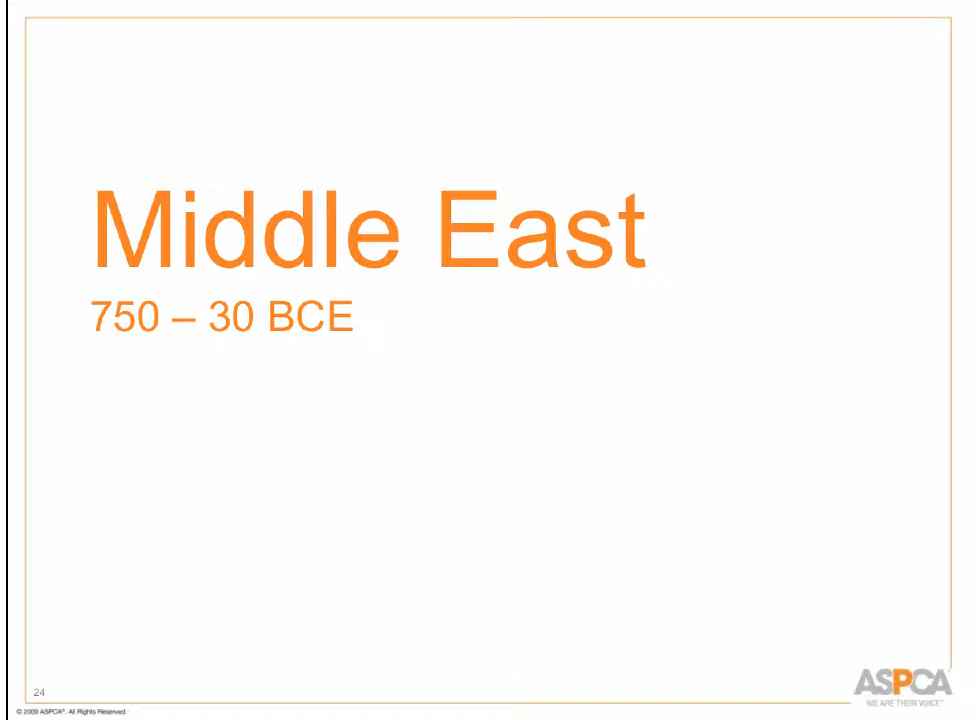 Middle East
750 – 30 BCE
24
ASPCA
WE ARE THEIR VOICE™
© 2009 ASPCA®. All Rights Reserved.